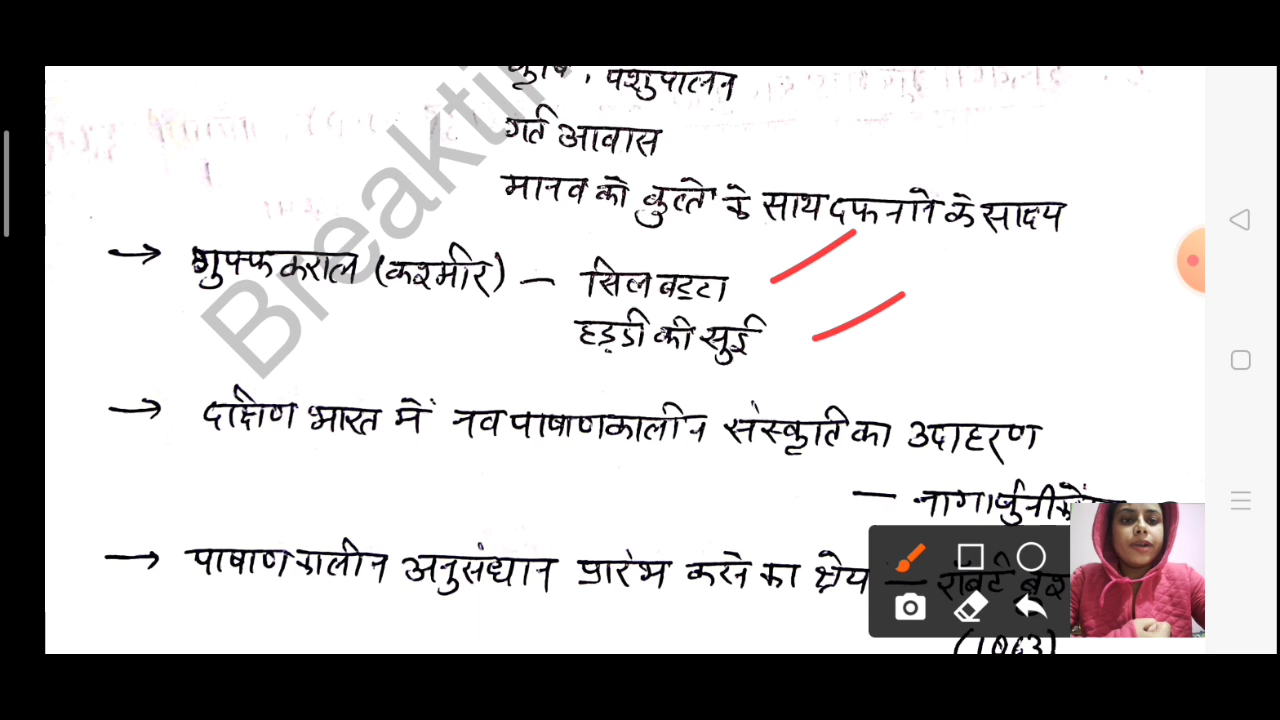 कृषि, पशुपालन
गर्त आवास
मानव को कुत्ते के साथ दफनाने के साक्ष्य
→ गुफ्फकराल (कश्मीर) — सिलबट्टा
हड्डी की सुई
→ दक्षिण भारत में नवपाषाणकालीन संस्कृति का उदाहरण
— नागार्जुनी
→ पाषाणकालीन अनुसंधान प्रारंभ करने का श्रेय — रॉबर्ट
(1863)
Breakti